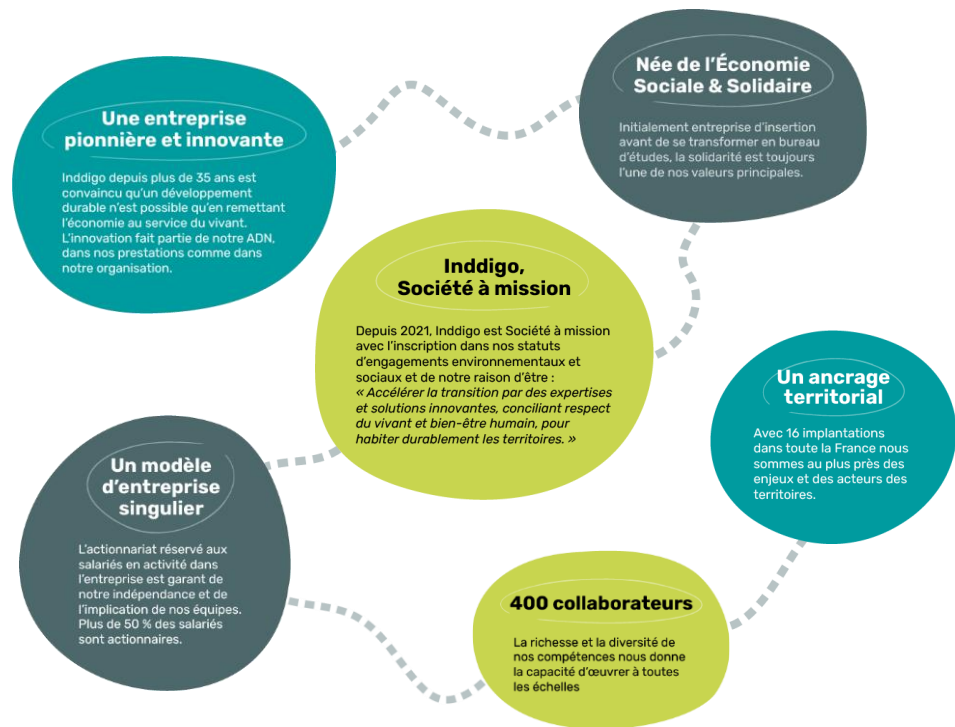 Une entreprise
pionnière et innovante
Inddigo depuis plus de 35 ans est
convaincu qu'un développement
durable n'est possible qu'en remettant
l'économie au service du vivant.
L'innovation fait partie de notre ADN,
dans nos prestations comme dans
notre organisation.
Née de l'Économie
Sociale & Solidaire
Initialement entreprise d'insertion
avant de se transformer en bureau
d'études, la solidarité est toujours
l'une de nos valeurs principales.
Inddigo,
Société à mission
Depuis 2021, Inddigo est Société à mission
avec l'inscription dans nos statuts
d'engagements environnementaux et
sociaux et de notre raison d'être :
« Accélérer la transition par des expertises
et solutions innovantes, conciliant respect
du vivant et bien-être humain, pour
habiter durablement les territoires. »
Un modèle
d'entreprise
singulier
L'actionnariat réservé aux
salariés en activité dans
l'entreprise est garant de
notre indépendance et de
l'implication de nos équipes.
Plus de 50 % des salariés
sont actionnaires.
400 collaborateurs
La richesse et la diversité de
nos compétences nous donne
la capacité d'œuvrer à toutes
les échelles
Un ancrage
territorial
Avec 16 implantations
dans toute la France nous
sommes au plus près des
enjeux et des acteurs des
territoires.